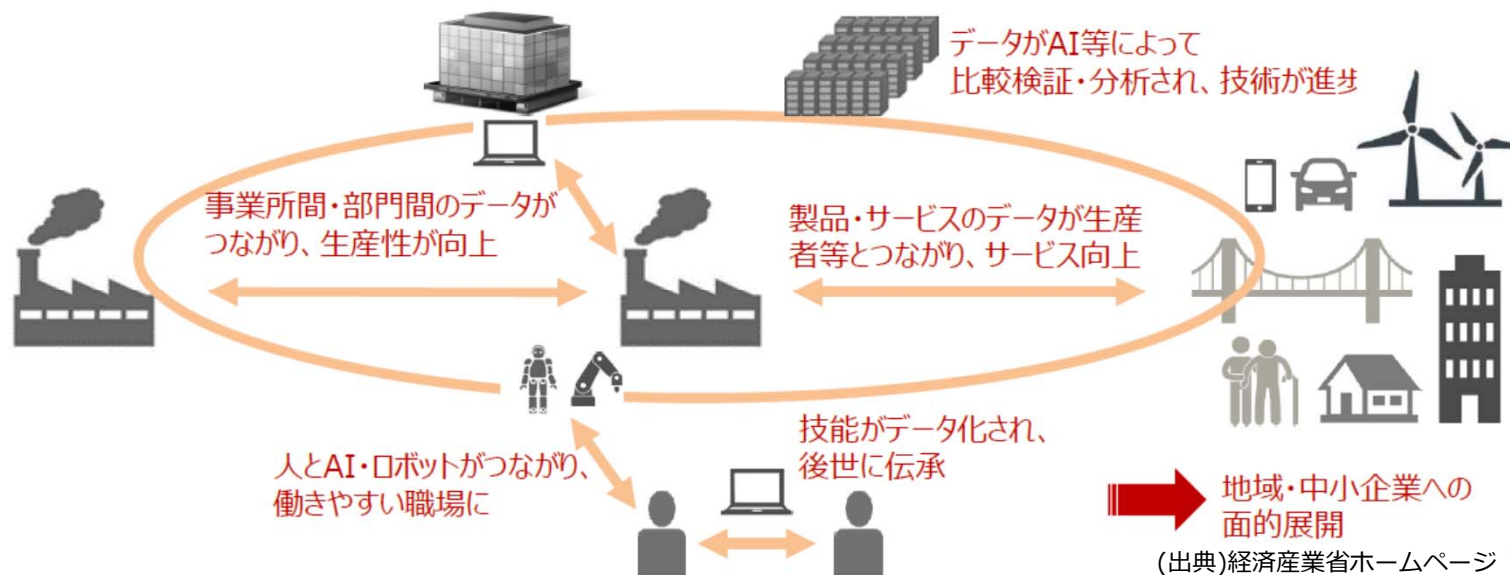 データがAI等によって
比較検証・分析され、技術が進歩
事業所間・部門間のデータが
つながり、生産性が向上
製品・サービスのデータが生産
者等とつながり、サービス向上
人とAI・ロボットがつながり、
働きやすい職場に
技能がデータ化され、
後世に伝承
地域・中小企業への
面的展開
(出典)経済産業省ホームページ